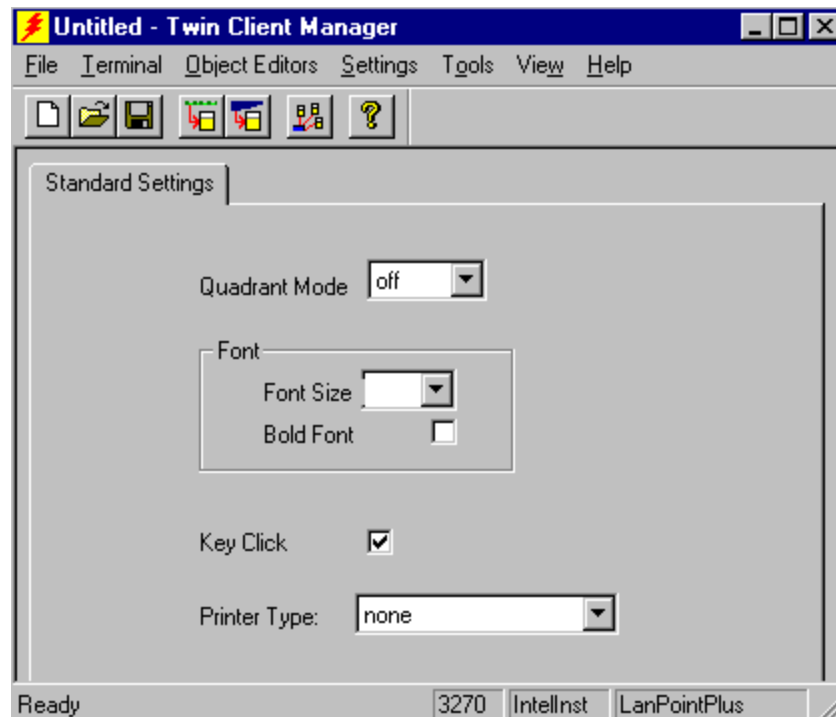 Untitled - Twin Client Manager
File Terminal Object Editors Settings Tools View Help
Standard Settings
Quadrant Mode off
Font
Font Size
Bold Font
Key Click
Printer Type: none
Ready 3270 IntelInst LanPointPlus